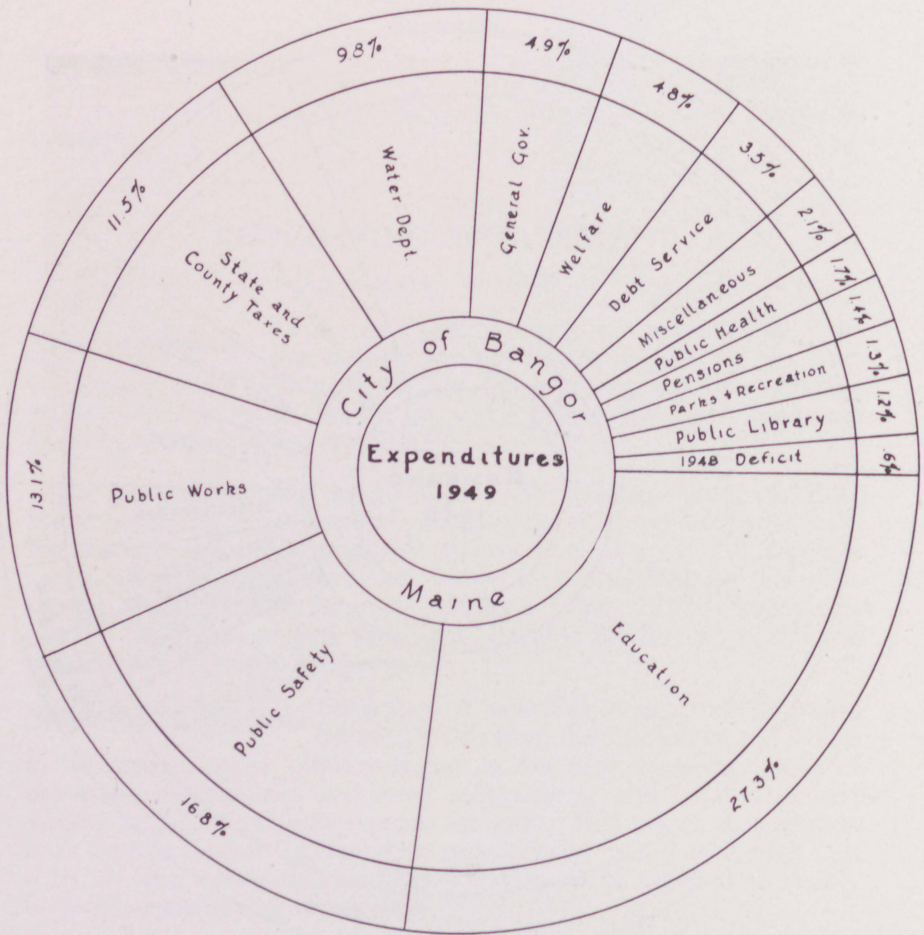 City of Bangor
Maine
Expenditures
1949
9.8%
Water Dept.
4.9%
General Gov.
4.8%
Welfare
3.5%
Debt Service
2.1%
Miscellaneous
1.7%
Public Health
1.4%
Pensions
1.3%
Parks & Recreation
1.2%
Public Library
.6%
1948 Deficit
27.3%
Education
16.8%
Public Safety
13.1%
Public Works
11.5%
State and
County Taxes